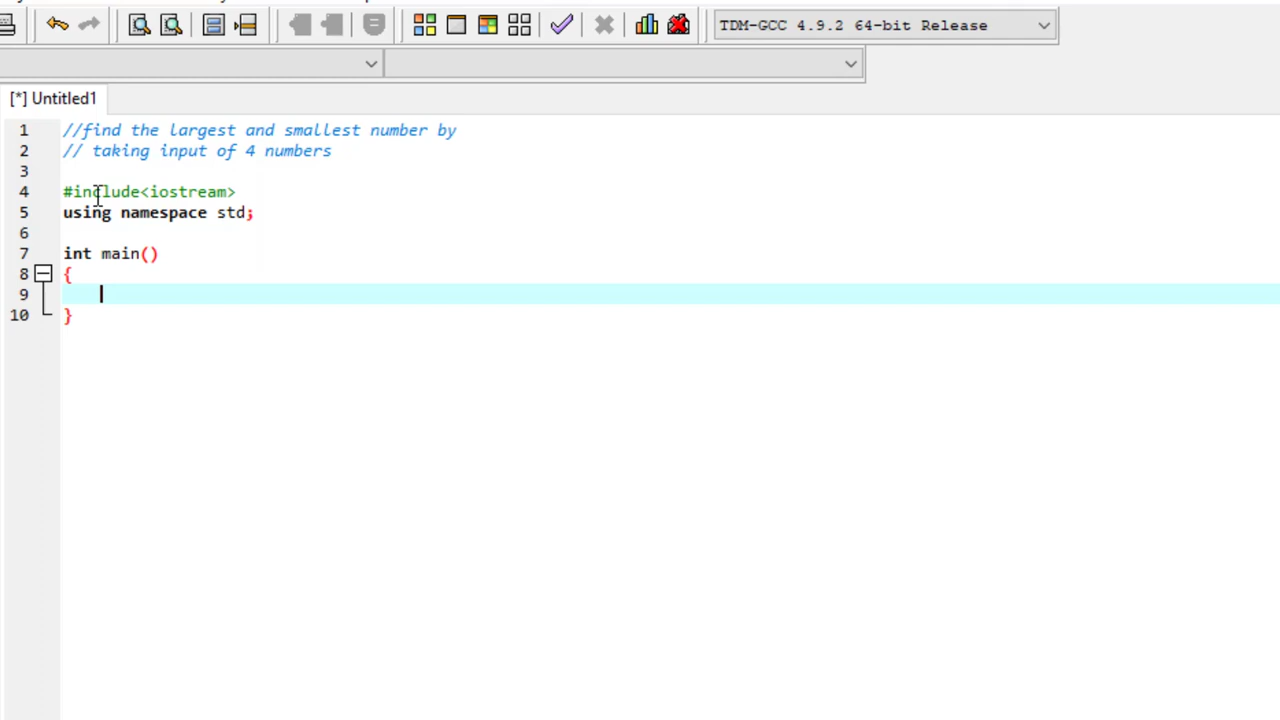 TDM-GCC 4.9.2 64-bit Release
[*] Untitled1
1 //find the largest and smallest number by
2 // taking input of 4 numbers
3
4 #include<iostream>
5 using namespace std;
6
7 int main()
8 {
9
10 }